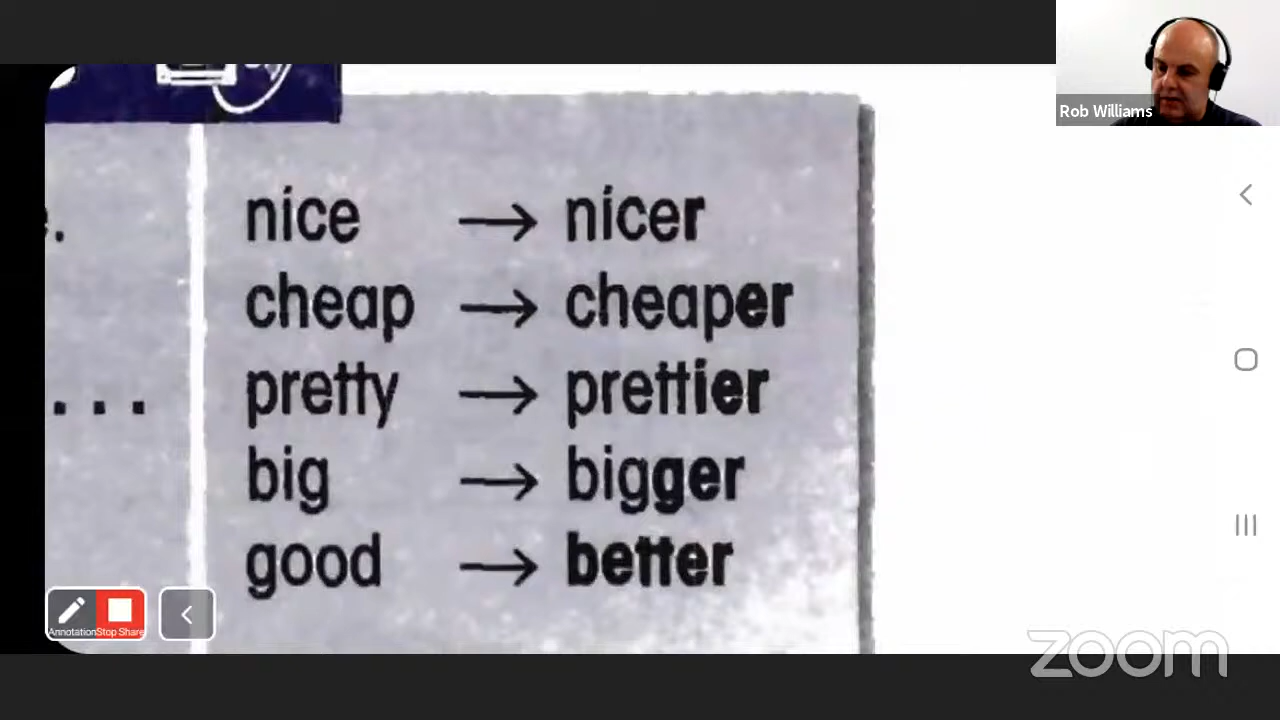 Rob Williams
nice → nicer
cheap → cheaper
pretty → prettier
. . .
big → bigger
good → better
Annotation Stop Share
zoom